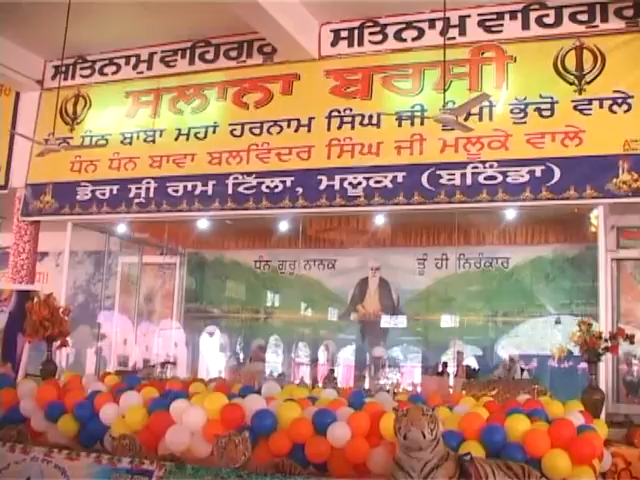 ਸਤਿਨਾਮ ਵਾਹਿਗੁਰੂ ਸਤਿਨਾਮ ਵਾਹਿਗੁਰੂ
ਸਲਾਨਾ ਬਰਸੀ
ਧੰਨ ਧੰਨ ਬਾਬਾ ਮਹਾਂ ਹਰਨਾਮ ਸਿੰਘ ਜੀ ਭੁੱਚੋ ਵਾਲੇ
ਧੰਨ ਧੰਨ ਬਾਵਾ ਬਲਵਿੰਦਰ ਸਿੰਘ ਜੀ ਮਲੂਕੇ ਵਾਲੇ
ਡੇਰਾ ਸ੍ਰੀ ਰਾਮ ਟਿੱਲਾ, ਮਲੂਕਾ (ਬਠਿੰਡਾ)
ਧੰਨ ਗੁਰੂ ਨਾਨਕ ਤੂੰ ਹੀ ਨਿਰੰਕਾਰ